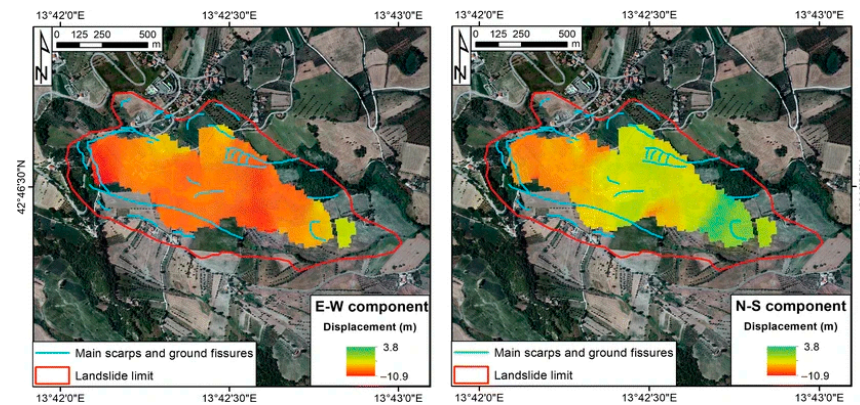 13°42'0"E 13°42'30"E 13°43'0"E
0 125 250 500
m
N
42°46'30"N
E-W component
Displacement (m)
3.8
−10.9
Main scarps and ground fissures
Landslide limit
13°42'0"E 13°42'30"E 13°43'0"E
13°42'0"E 13°42'30"E 13°43'0"E
0 125 250 500
m
N
N-S component
Displacement (m)
3.8
−10.9
Main scarps and ground fissures
Landslide limit
13°42'0"E 13°42'30"E 13°43'0"E